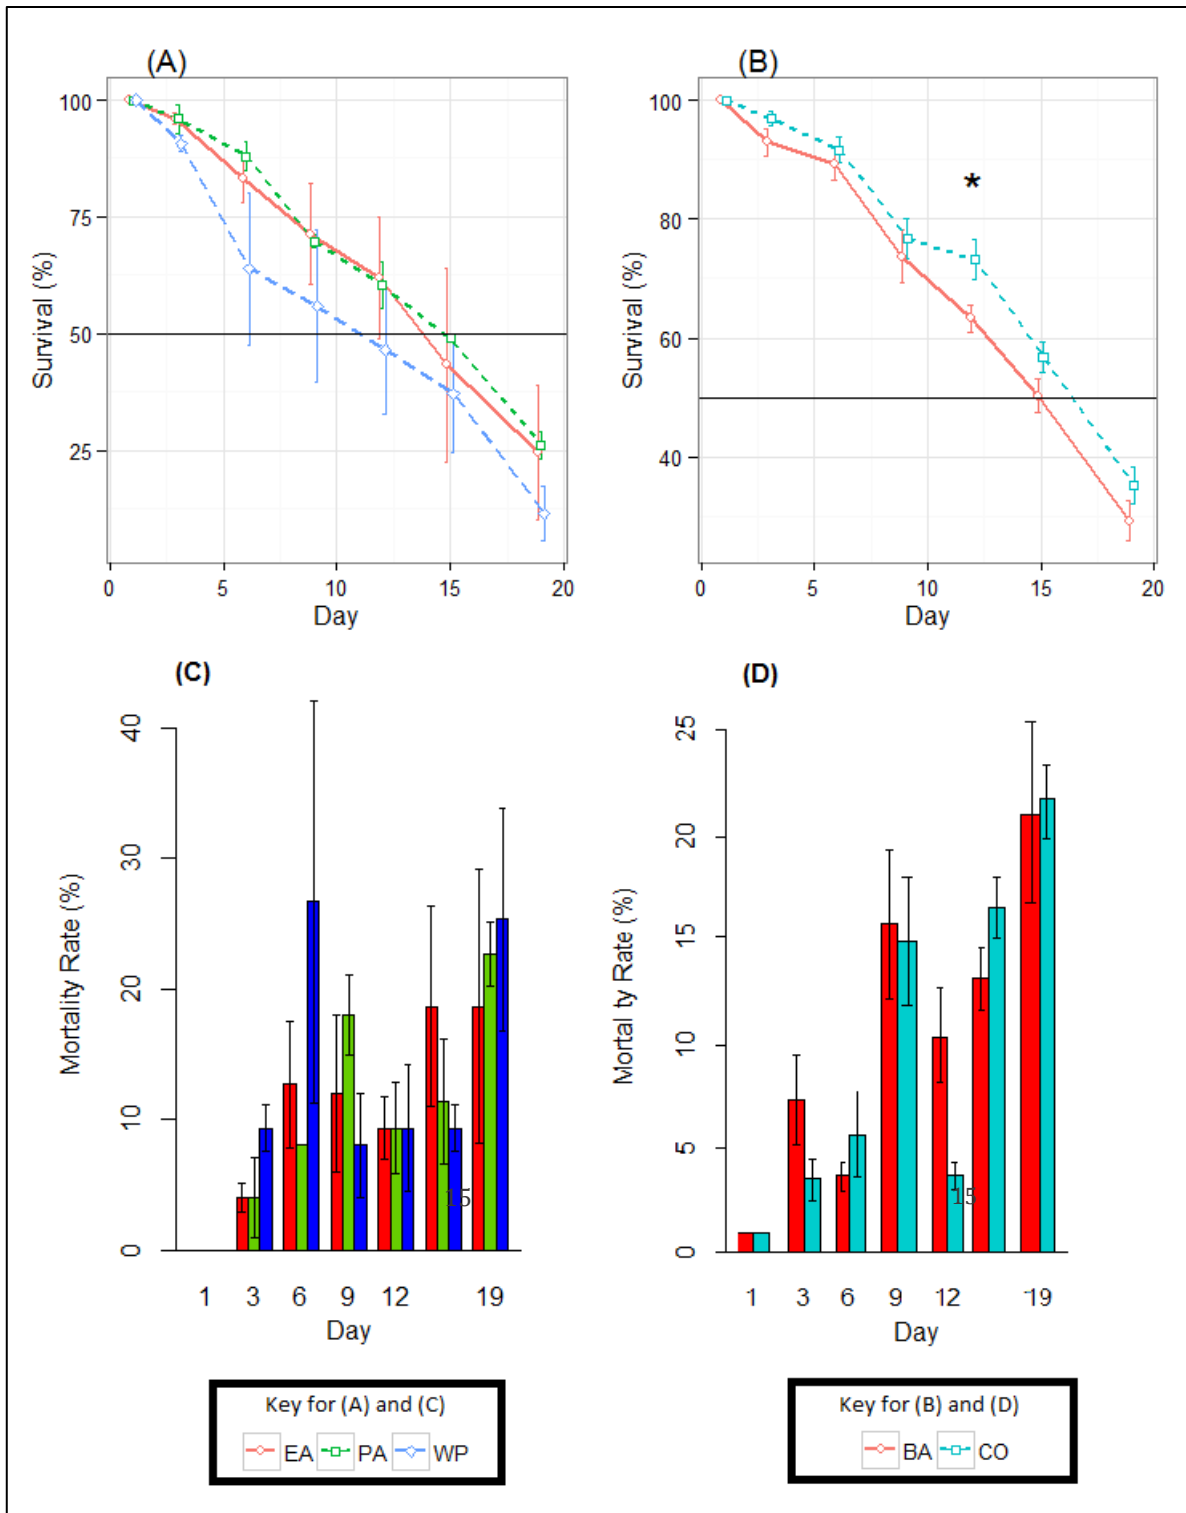 (A)
100
75
50
25
Survival (%)
0 5 10 15 20
Day
(B)
100
80
60
40
Survival (%)
*
0 5 10 15 20
Day
(C)
40
30
20
10
0
Mortality Rate (%)
15
1 3 6 9 12 19
Day
(D)
25
20
15
10
5
0
Mortal ty Rate (%)
15
1 3 6 9 12 19
Day
Key for (A) and (C)
EA PA WP
Key for (B) and (D)
BA CO